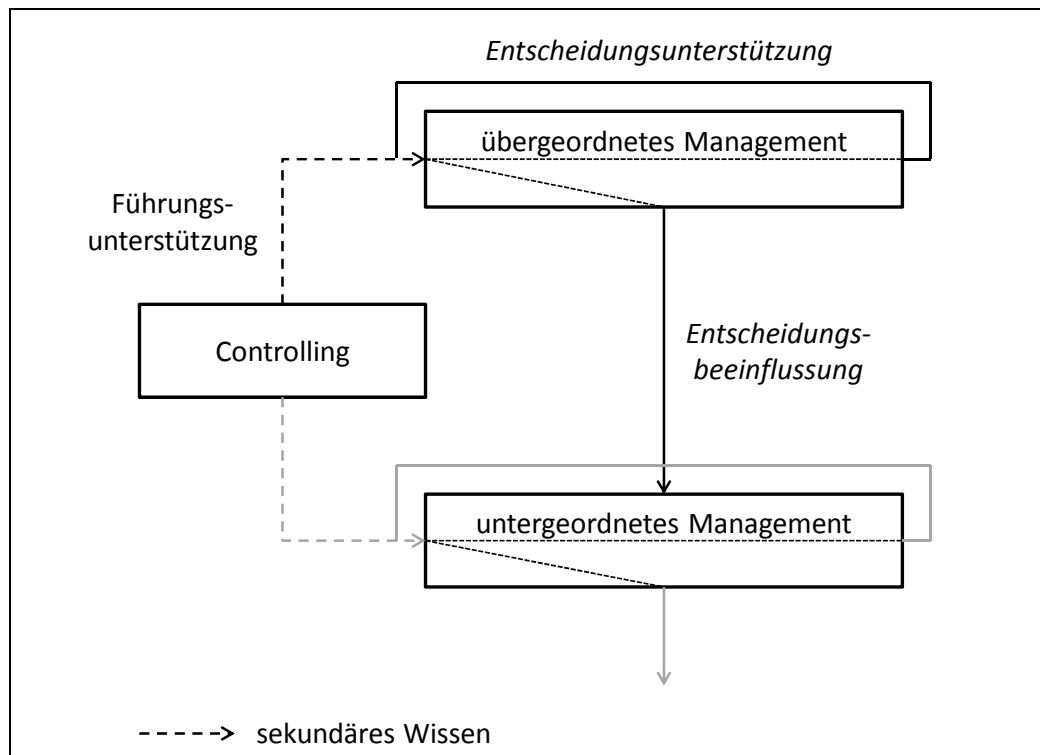 Entscheidungsunterstützung
übergeordnetes Management
Führungs-
unterstützung
Controlling
Entscheidungs-
beeinflussung
untergeordnetes Management
sekundäres Wissen